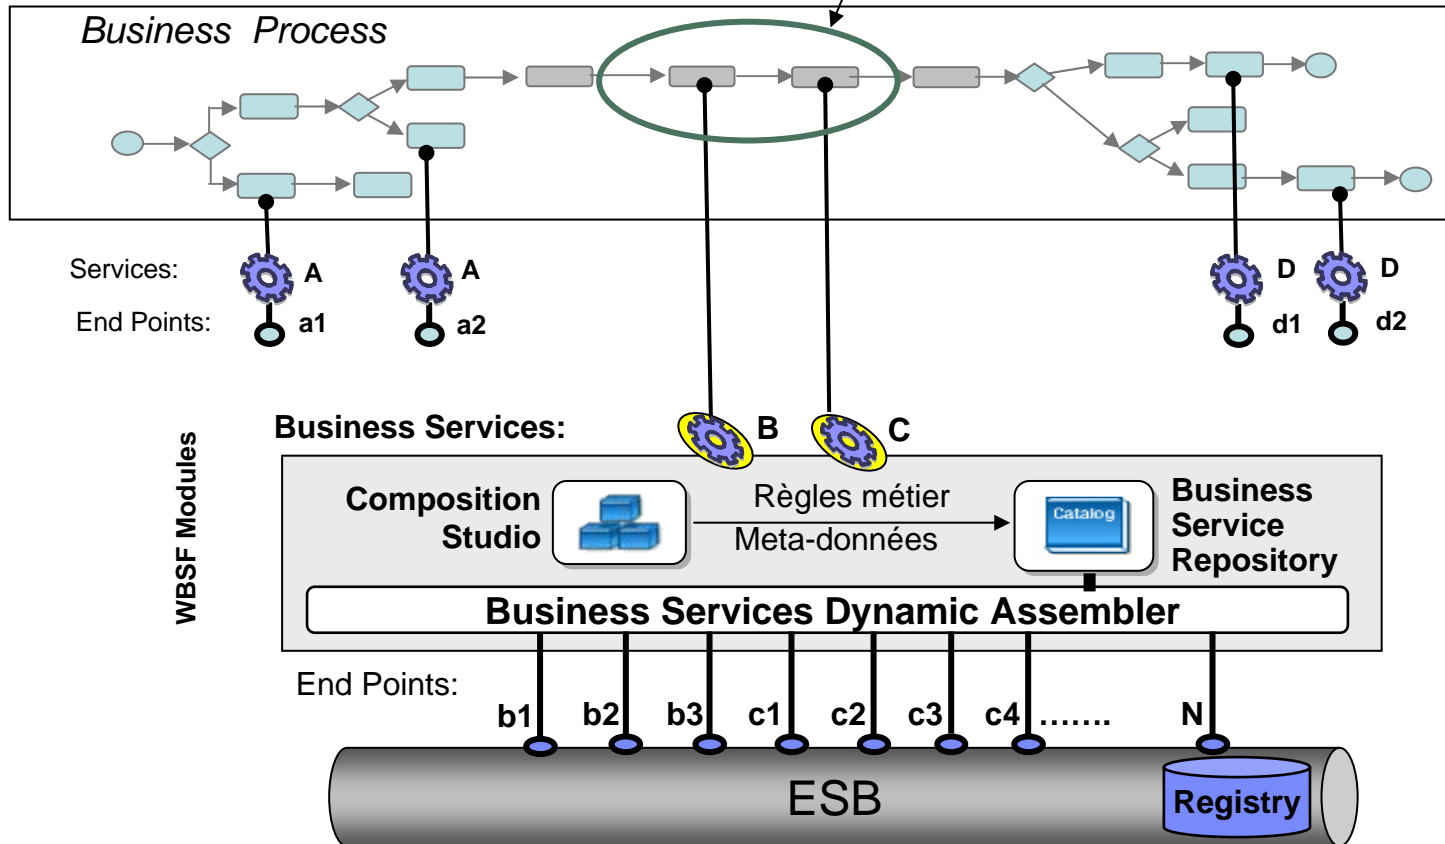 Business Process
Services:
A
A
D
D
End Points:
a1
a2
d1
d2
WBSF Modules
Business Services:
B
C
Composition
Studio
Règles métier
Meta-données
Catalog
Business
Service
Repository
Business Services Dynamic Assembler
End Points:
b1
b2
b3
c1
c2
c3
c4
.......
N
ESB
Registry